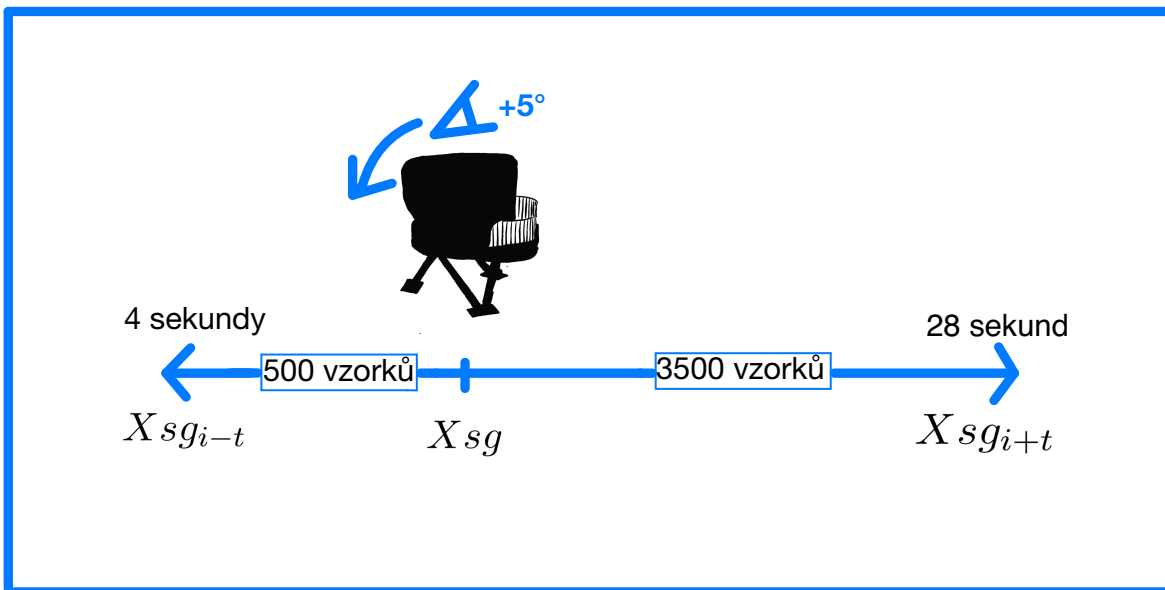 +5°
4 sekundy
28 sekund
500 vzorků
3500 vzorků
Xsg_{i−t}
Xsg
Xsg_{i+t}